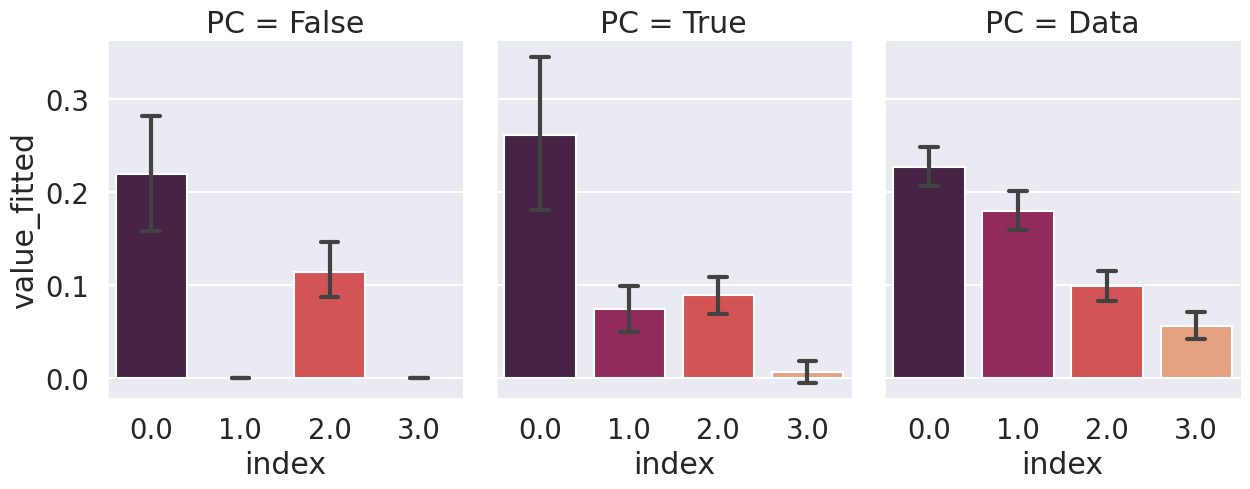 PC = False
PC = True
PC = Data
value_fitted
0.3
0.2
0.1
0.0
0.0 1.0 2.0 3.0
0.0 1.0 2.0 3.0
0.0 1.0 2.0 3.0
index
index
index